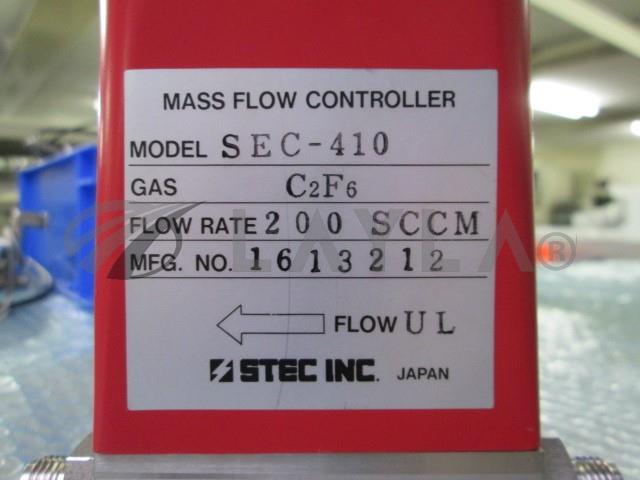 MASS FLOW CONTROLLER
MODEL SEC-410
GAS C2F6
FLOW RATE 200 SCCM
LAYLA®
MFG. NO. 1613212
FLOW UL
STEC INC. JAPAN